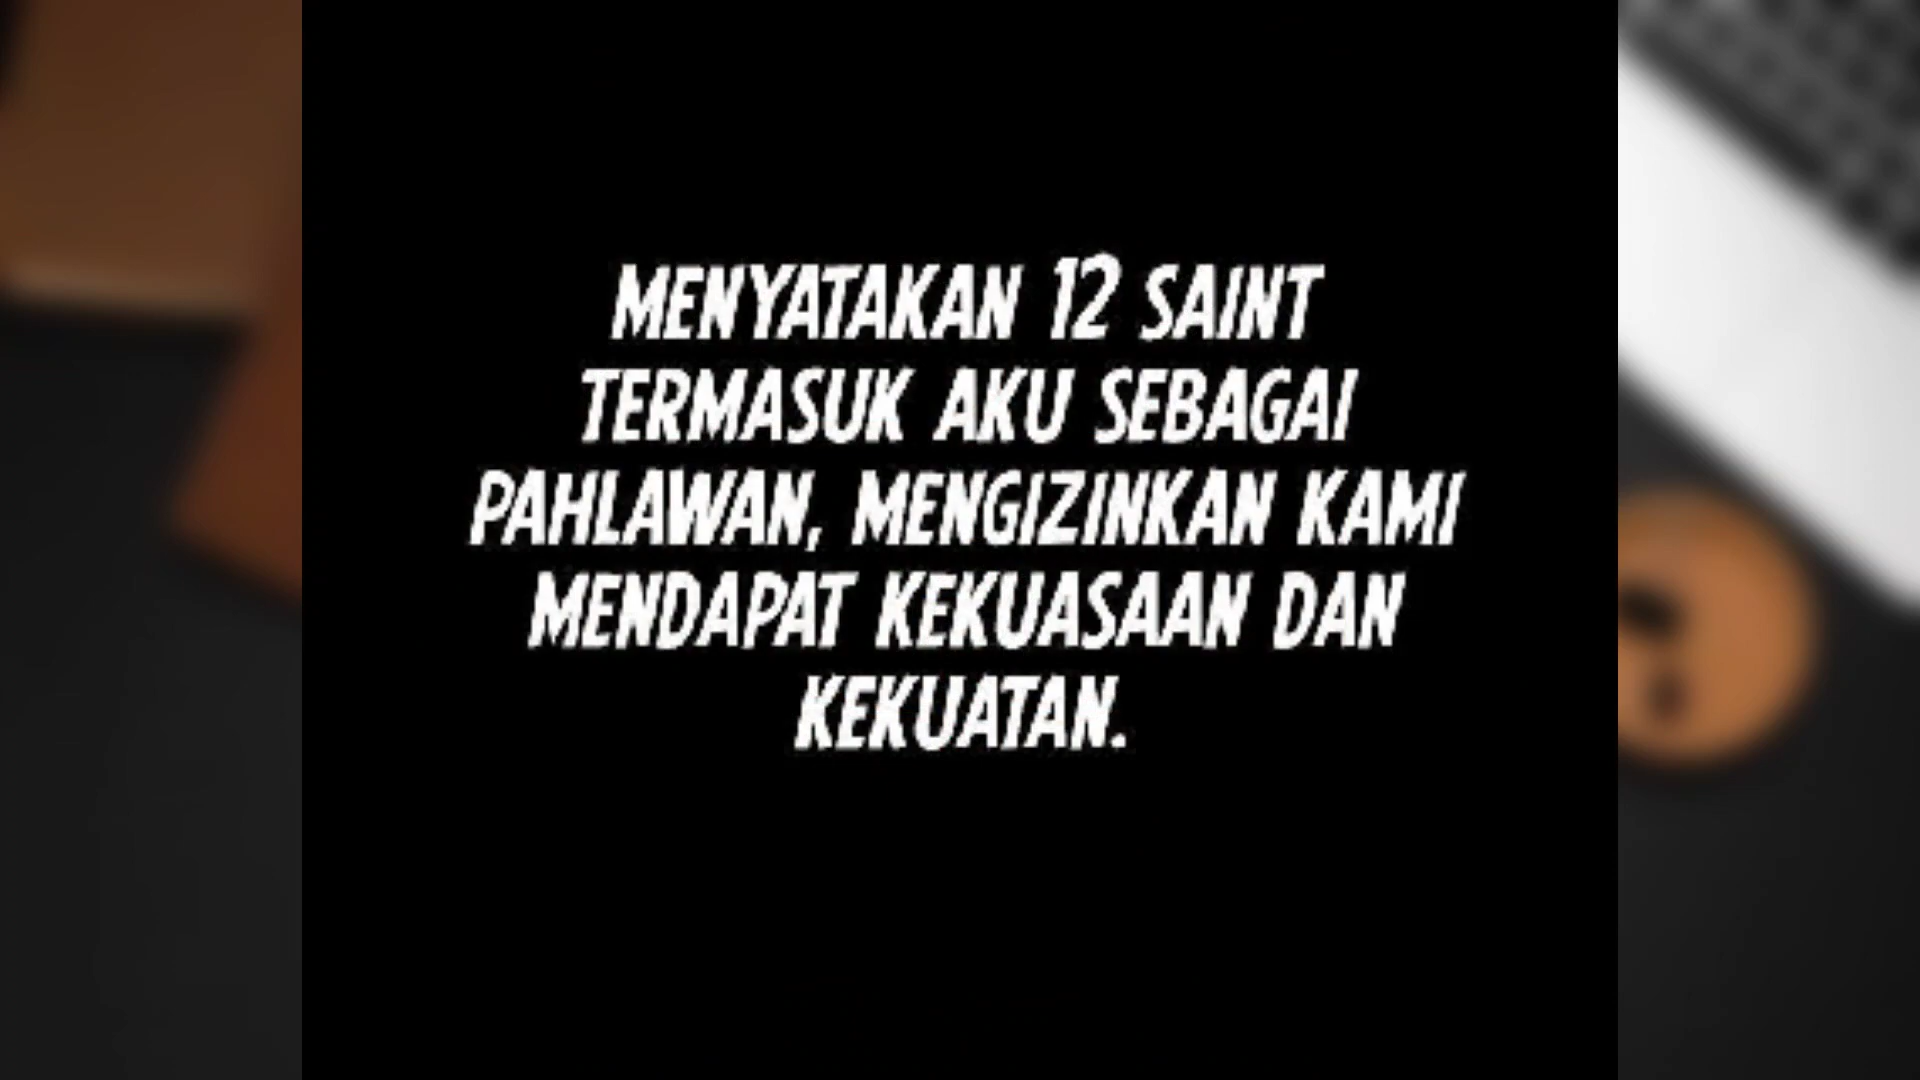 MENYATAKAN 12 SAINT
TERMASUK AKU SEBAGAI
PAHLAWAN, MENGIZINKAN KAMI
MENDAPAT KEKUASAAN DAN
KEKUATAN.